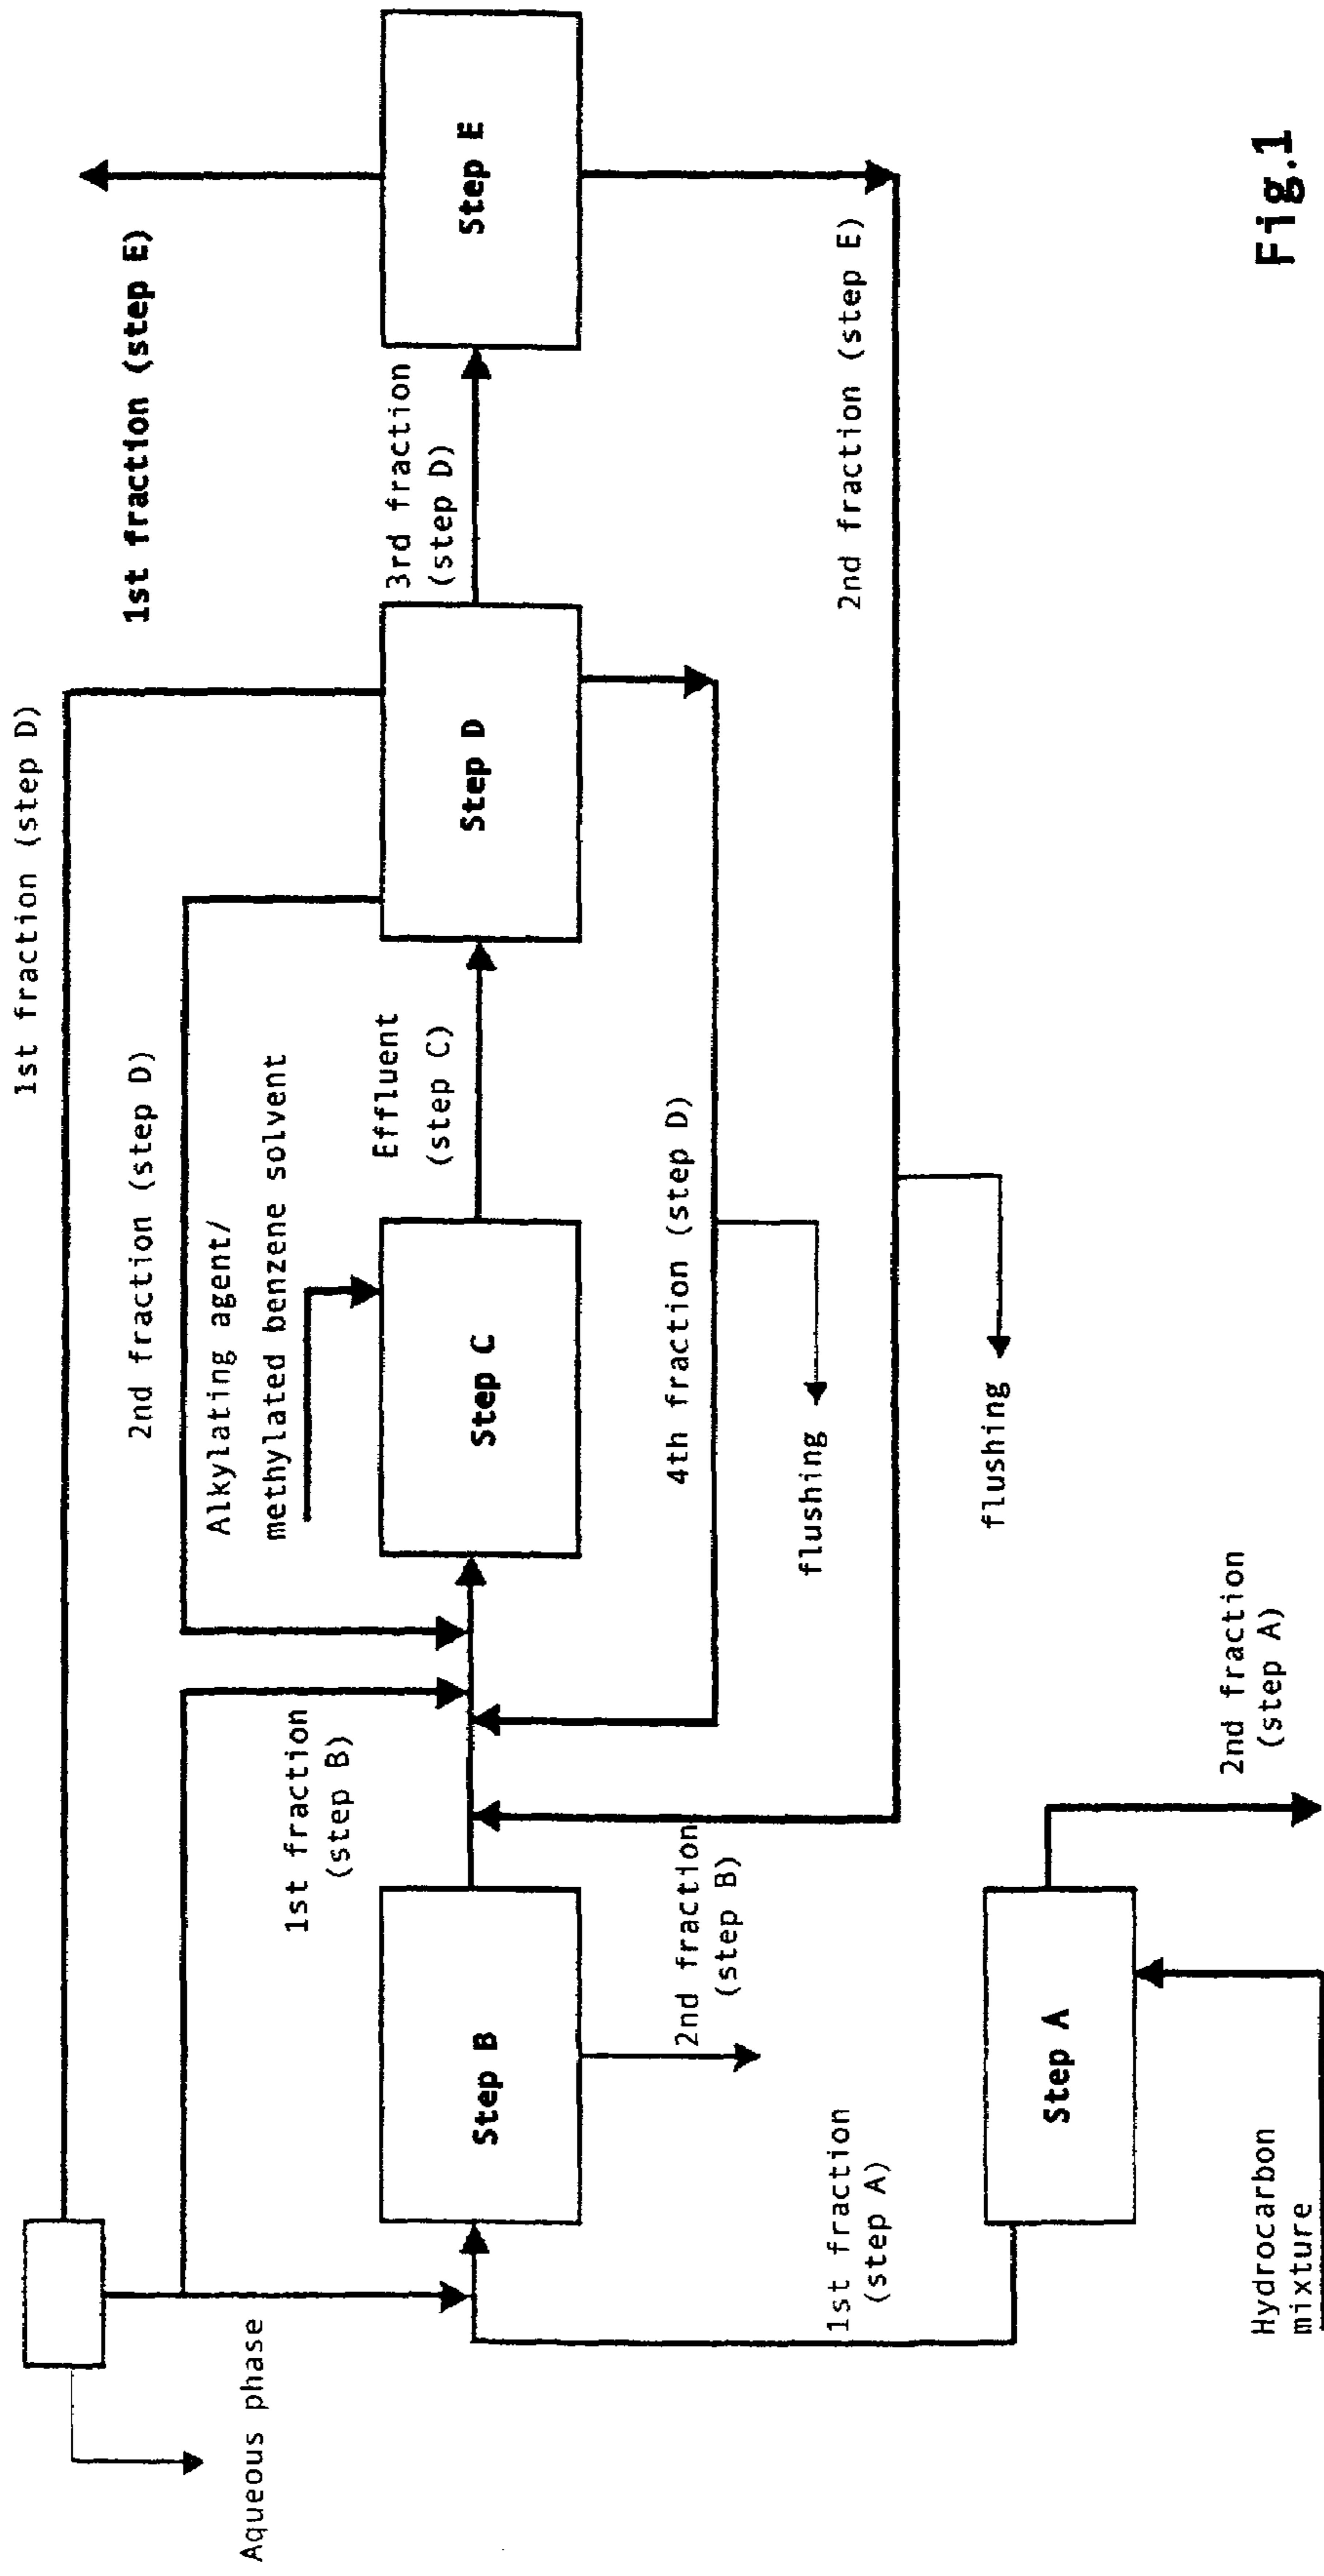 1st fraction (step D)
1st fraction (step E)
2nd fraction (step D)
Alkylating agent/
methylated benzene solvent
Aqueous phase
1st fraction
(step B)
Effluent
(step C)
3rd fraction
(step D)
Step B
Step C
Step D
Step E
2nd fraction
(step B)
4th fraction (step D)
2nd fraction (step E)
flushing
flushing
1st fraction
(step A)
Step A
2nd fraction
(step A)
Hydrocarbon
mixture
Fig.1